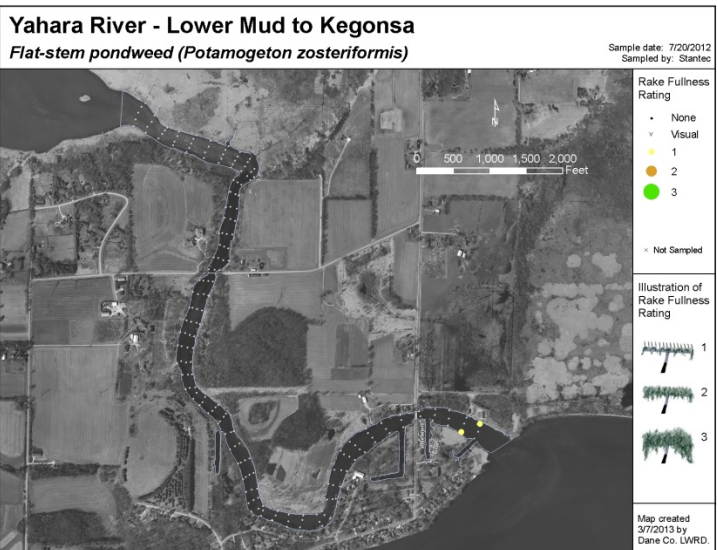 Yahara River - Lower Mud to Kegonsa
Flat-stem pondweed (Potamogeton zosteriformis)
Sample date: 7/20/2012
Sampled by: Stantec
Rake Fullness
Rating
None
Visual
1
2
3
Not Sampled
0 500 1,000 1,500 2,000
Feet
Illustration of
Rake Fullness
Rating
1
2
3
Map created
3/7/2013 by
Dane Co. LWRD.